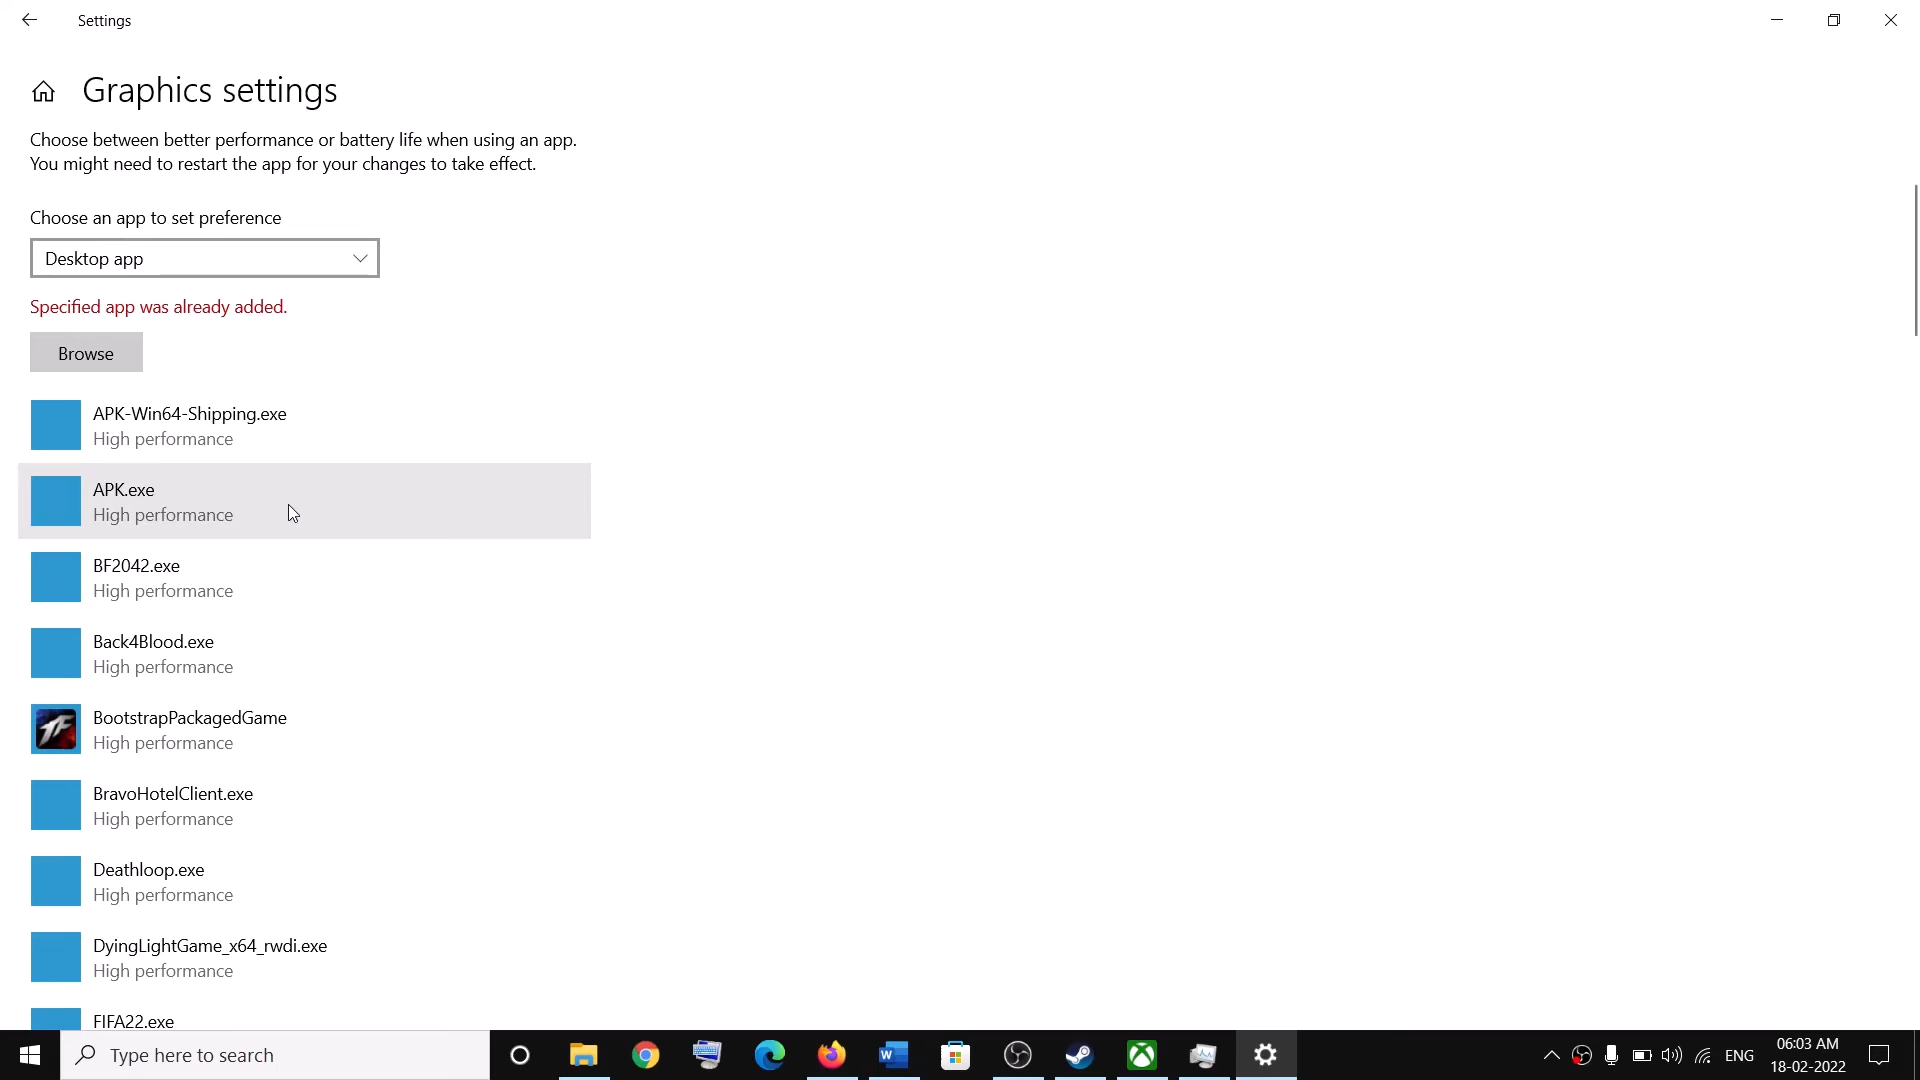 Settings
Graphics settings
Choose between better performance or battery life when using an app.
You might need to restart the app for your changes to take effect.
Choose an app to set preference
Desktop app
Specified app was already added.
Browse
APK-Win64-Shipping.exe
High performance
APK.exe
High performance
BF2042.exe
High performance
Back4Blood.exe
High performance
BootstrapPackagedGame
High performance
BravoHotelClient.exe
High performance
Deathloop.exe
High performance
DyingLightGame_x64_rwdi.exe
High performance
FIFA22.exe
Type here to search
ENG
06:03 AM
18-02-2022